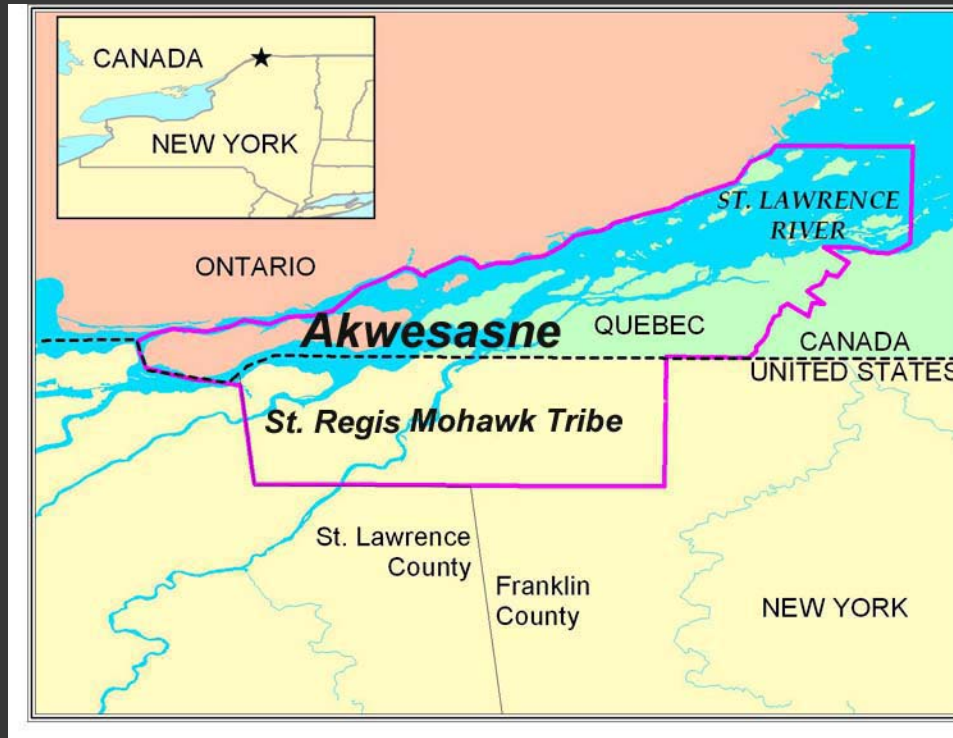 CANADA
NEW YORK
ST. LAWRENCE
RIVER
ONTARIO
Akwesasne
QUEBEC
CANADA
UNITED STATES
St. Regis Mohawk Tribe
St. Lawrence
County
Franklin
County
NEW YORK